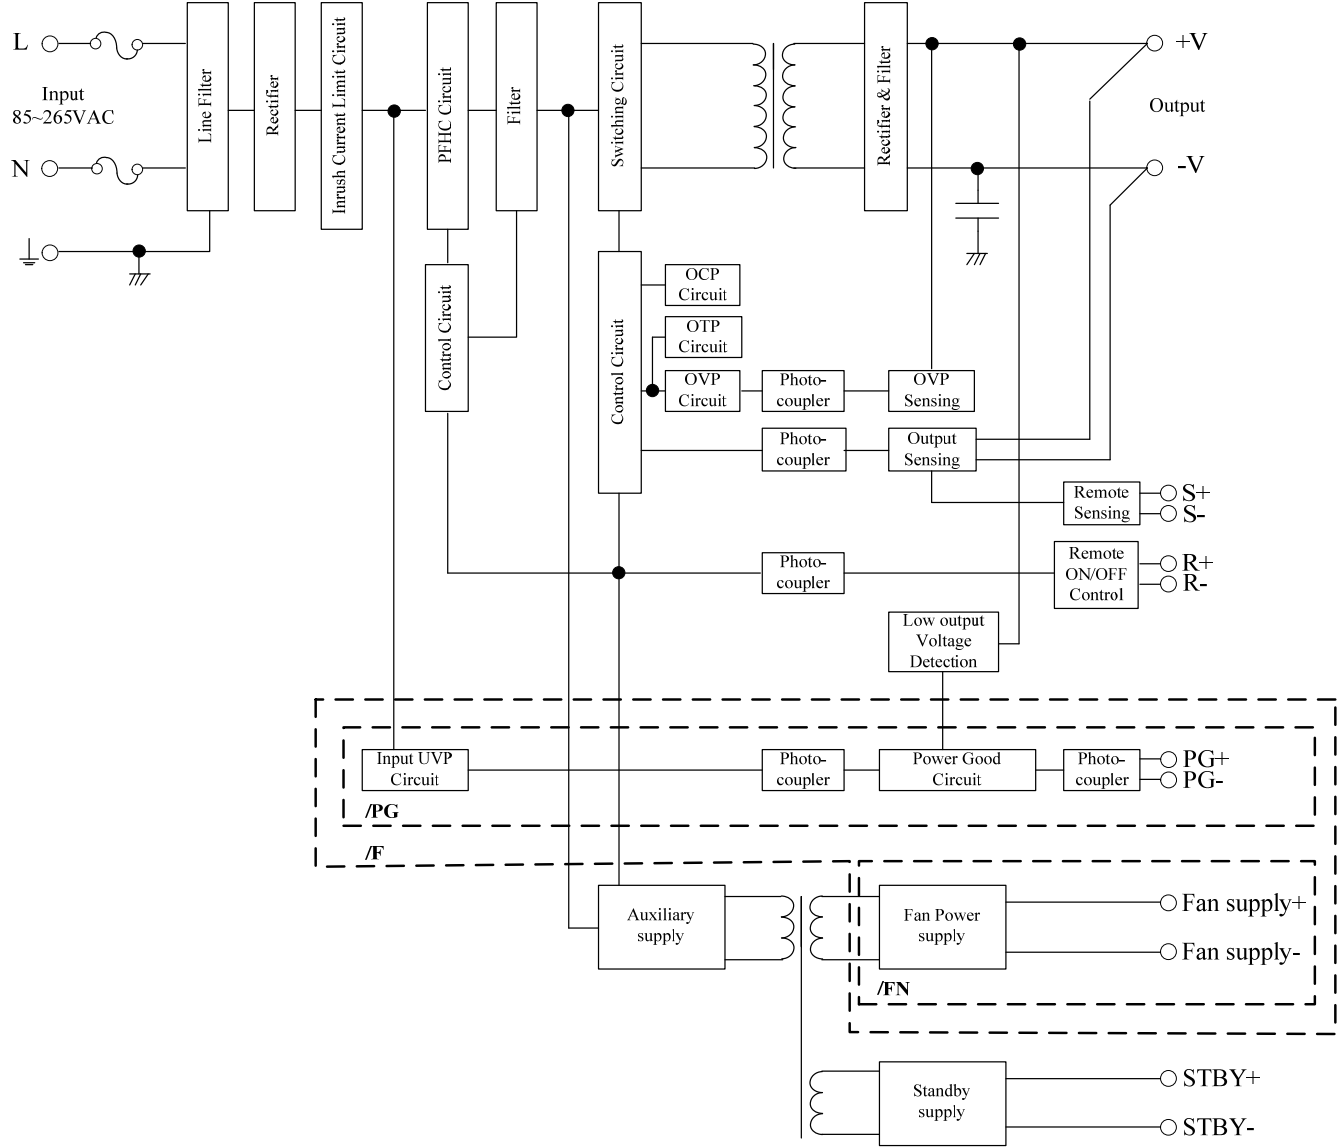 L
Input
85~265VAC
N
Line Filter
Rectifier
Inrush Current Limit Circuit
PFHC Circuit
Filter
Switching Circuit
Rectifier & Filter
+V
Output
-V
Control Circuit
Control Circuit
OCP
Circuit
OTP
Circuit
OVP
Circuit
Photo-
coupler
OVP
Sensing
Photo-
coupler
Output
Sensing
Remote
Sensing
S+
S-
Photo-
coupler
Remote
ON/OFF
Control
R+
R-
Low output
Voltage
Detection
Input UVP
Circuit
Photo-
coupler
Power Good
Circuit
Photo-
coupler
PG+
PG-
/PG
/F
Auxiliary
supply
Fan Power
supply
Fan supply+
Fan supply-
/FN
Standby
supply
STBY+
STBY-